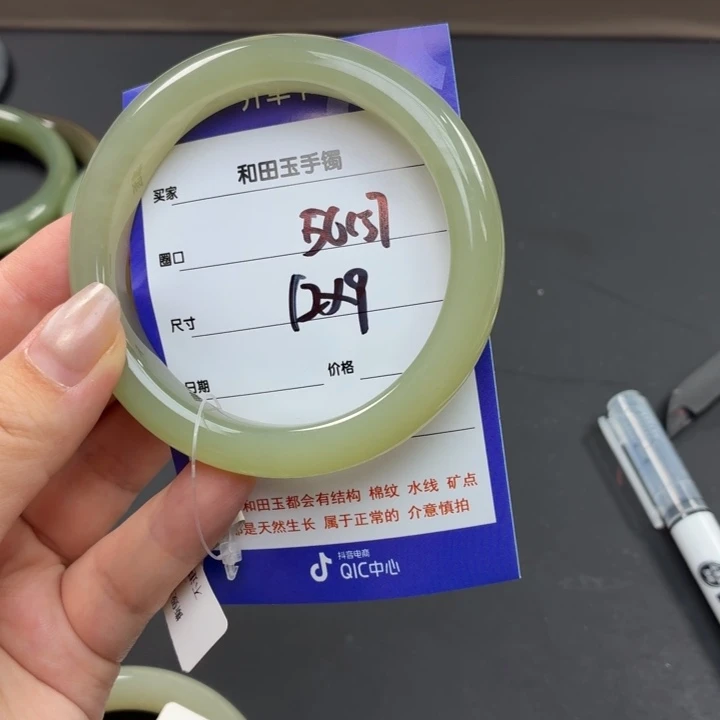 和田玉手镯
买家
圈口 56(57)
尺寸 12x9
日期 价格
和田玉都会有结构 棉纹 水线 矿点
是天然生长 属于正常的 介意慎拍
抖音电商
QIC中心